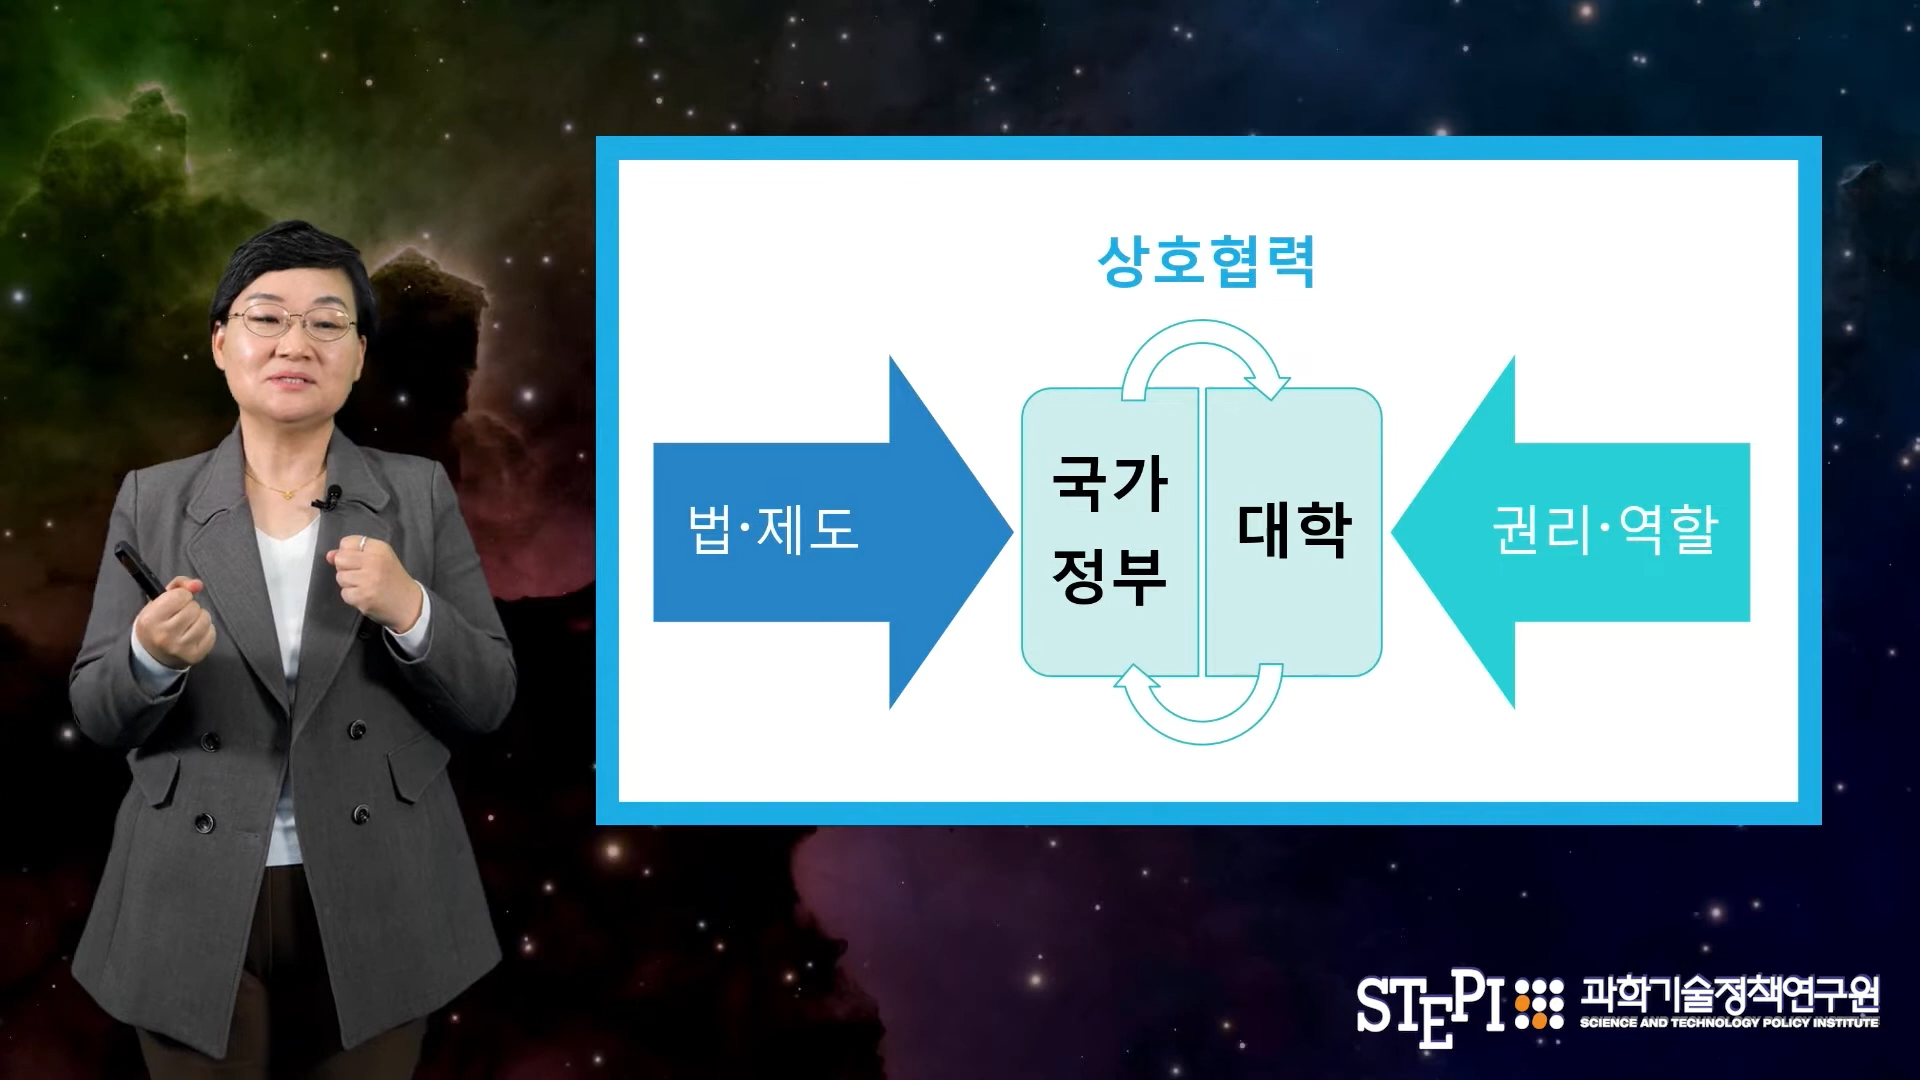 상호협력
법·제도
국가
정부
대학
권리·역할
STEPI 과학기술정책연구원
SCIENCE AND TECHNOLOGY POLICY INSTITUTE